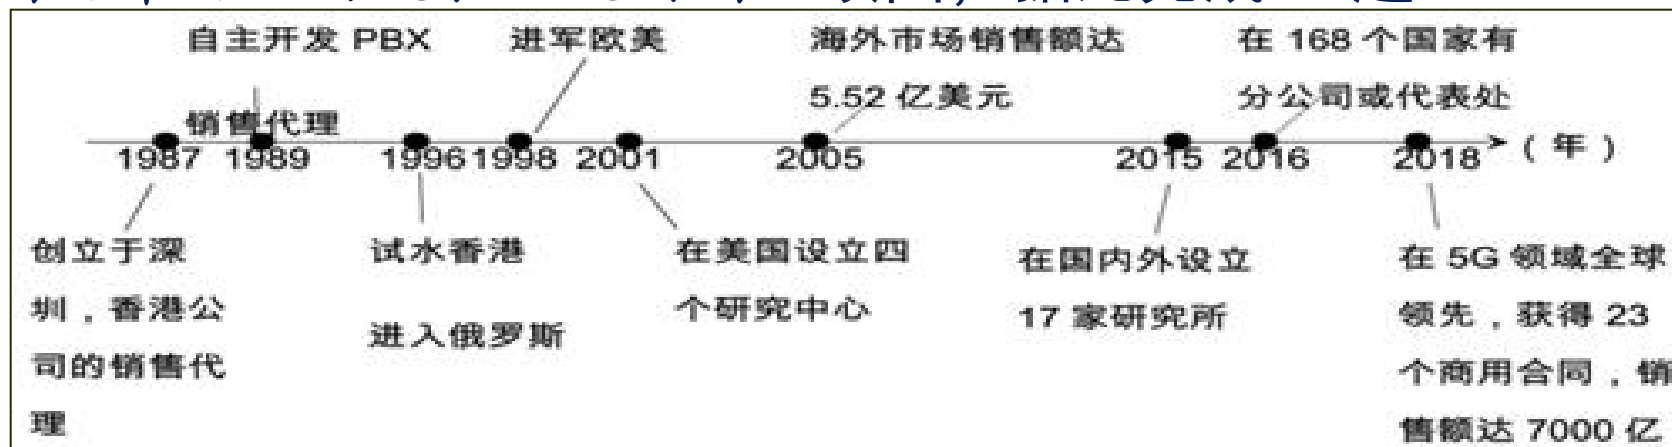 自主开发 PBX
销售代理
进军欧美
海外市场销售额达
5.52 亿美元
在 168 个国家有
分公司或代表处
1987 1989 1996 1998 2001 2005 2015 2016 2018 （年）
创立于深
圳，香港公
司的销售代
理
试水香港
进入俄罗斯
在美国设立四
个研究中心
在国内外设立
17 家研究所
在 5G 领域全球
领先，获得 23
个商用合同，销
售额达 7000 亿